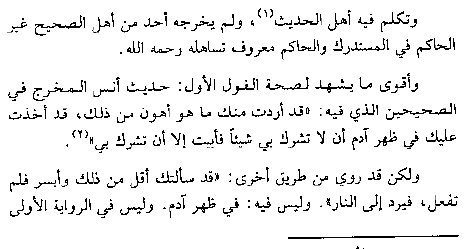 وتكلم فيه أهل الحديث(١)، ولم يخرجه أحد من أهل الصحيح غير
الحاكم في المستدرك والحاكم معروف تساهله رحمه الله.
وأقوى ما يشهد لصحة القول الأول: حديث أنس المخرج في
الصحيحين الذي فيه: «قد أردت منك ما هو أهون من ذلك، قد أخذت
عليك في ظهر آدم أن لا تشرك بي شيئاً فأبيت إلا أن تشرك بي»(٢).
ولكن قد روي من طريق أخرى: «قد سألتك أقل من ذلك وأيسر فلم
تفعل، فيرد إلى النار». وليس فيه: في ظهر آدم. وليس في الرواية الأولى